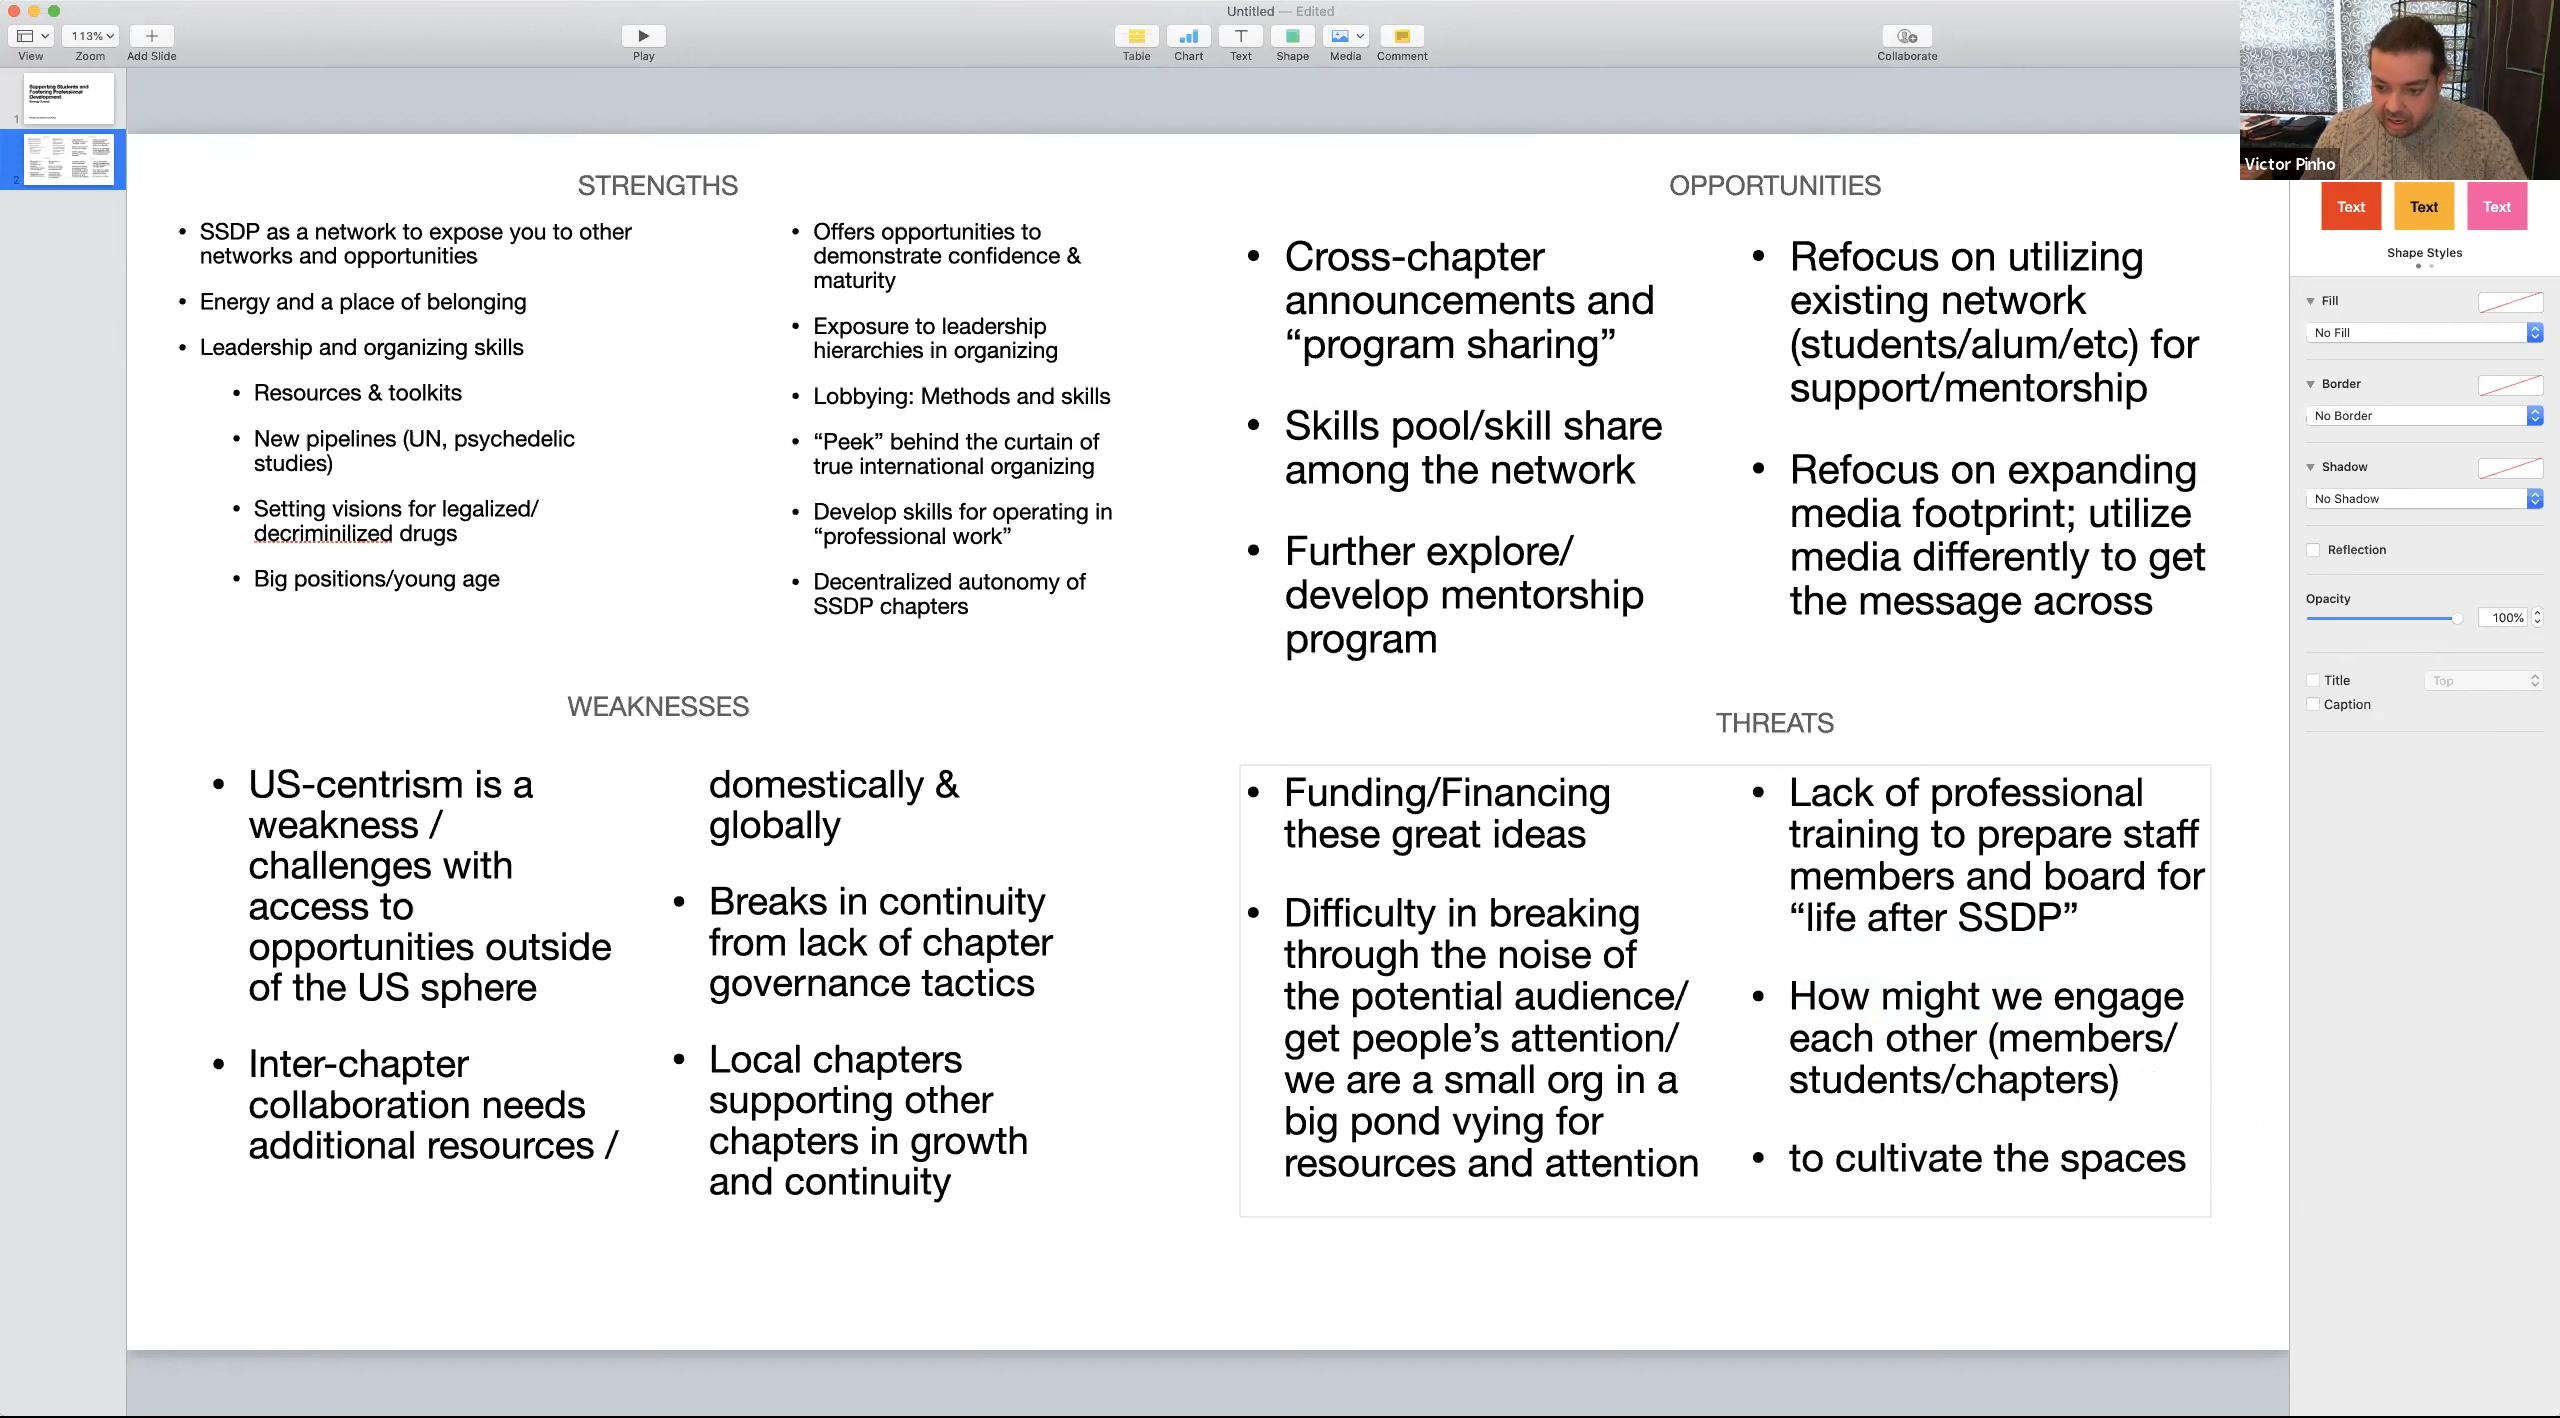 Untitled — Edited
113%
View
Zoom
Add Slide
Play
Table
Chart
Text
Shape
Media
Comment
Collaborate
Victor Pinho
1
Supporting Students and
Fostering Professional
Development
2
STRENGTHS
• SSDP as a network to expose you to other
networks and opportunities
• Energy and a place of belonging
• Leadership and organizing skills
• Resources & toolkits
• New pipelines (UN, psychedelic
studies)
• Setting visions for legalized/
decriminilized drugs
• Big positions/young age
• Offers opportunities to
demonstrate confidence &
maturity
• Exposure to leadership
hierarchies in organizing
• Lobbying: Methods and skills
• “Peek” behind the curtain of
true international organizing
• Develop skills for operating in
“professional work”
• Decentralized autonomy of
SSDP chapters
OPPORTUNITIES
• Cross-chapter
announcements and
“program sharing”
• Skills pool/skill share
among the network
• Further explore/
develop mentorship
program
• Refocus on utilizing
existing network
(students/alum/etc) for
support/mentorship
• Refocus on expanding
media footprint; utilize
media differently to get
the message across
WEAKNESSES
• US-centrism is a
weakness /
challenges with
access to
opportunities outside
of the US sphere
• Inter-chapter
collaboration needs
additional resources /
domestically &
globally
• Breaks in continuity
from lack of chapter
governance tactics
• Local chapters
supporting other
chapters in growth
and continuity
THREATS
• Funding/Financing
these great ideas
• Difficulty in breaking
through the noise of
the potential audience/
get people’s attention/
we are a small org in a
big pond vying for
resources and attention
• Lack of professional
training to prepare staff
members and board for
“life after SSDP”
• How might we engage
each other (members/
students/chapters)
• to cultivate the spaces
Text
Text
Text
Shape Styles
Fill
No Fill
Border
No Border
Shadow
No Shadow
Reflection
Opacity
100%
Title
Top
Caption